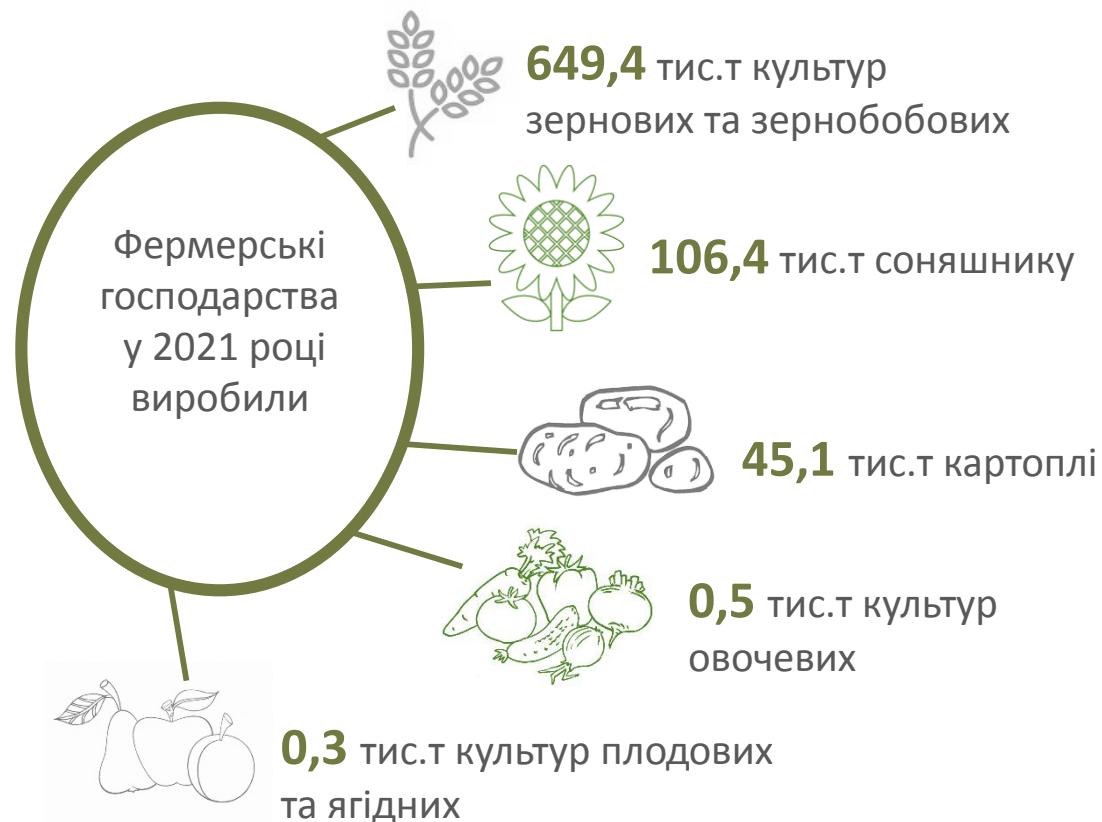 Фермерські
господарства
у 2021 році
виробили
649,4 тис.т культур
зернових та зернобобових
106,4 тис.т соняшнику
45,1 тис.т картоплі
0,5 тис.т культур
овочевих
0,3 тис.т культур плодових
та ягідних